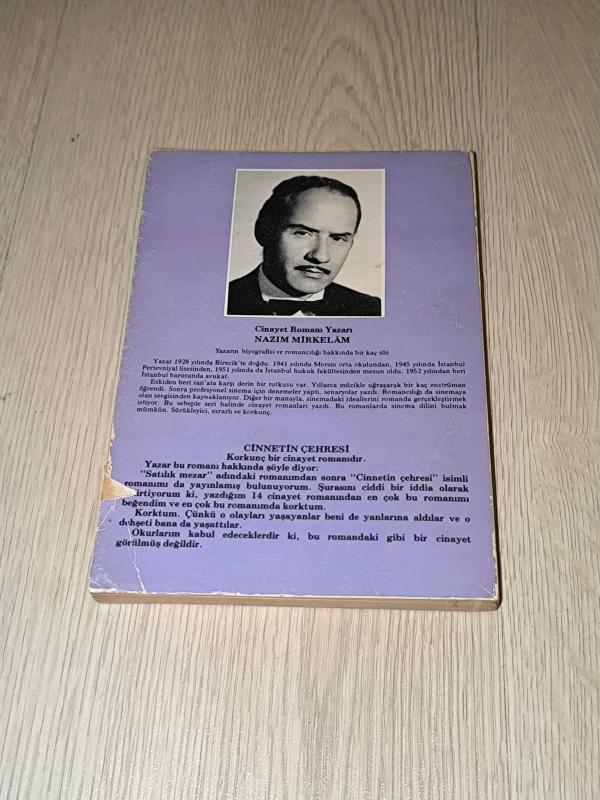 Cinayet Romanı Yazarı
NAZIM MİRKELÂM
Yazarın biyografisi ve romancılığı hakkında bir kaç söz
Yazar 1928 yılında Birecik'te doğdu. 1941 yılında Mersin orta okulundan, 1945 yılında İstanbul
Pertevniyal lisesinden, 1951 yılında da İstanbul hukuk fakültesinden mezun oldu. 1952 yılından beri
İstanbul barosunda avukat.
Eskiden beri san'ata karşı derin bir tutkusu var. Yıllarca müzikle uğraşarak bir kaç enstrüman
öğrendi. Sonra profesyonel sinema için denemeler yaptı, senaryolar yazdı. Romancılığı da sinemaya
olan sevgisinden kaynaklanıyor. Diğer bir manayla, sinemadaki ideallerini romanda gerçekleştirmek
istiyor. Bu sebeple seri halinde cinayet romanları yazdı. Bu rumanlarda sinema dilini bulmak
mümkün. Sürükleyici, esrarlı ve korkunç.
CİNNETİN ÇEHRESİ
Korkunç bir cinayet romanıdır.
Yazar bu romanı hakkında şöyle diyor:
"Satılık mezar" adındaki romanımdan sonra "Cinnetin çehresi" isimli
romanımı da yayınlamış bulunuyorum. Şurasını ciddi bir iddia olarak
irtiyorum ki, yazdığım 14 cinayet romanından en çok bu romanımı
beğendim ve en çok bu romanımda korktum.
Korktum. Çünkü o olayları yaşayanlar beni de yanlarına aldılar ve o
dehşeti bana da yaşattılar.
Okurlarım kabul edeceklerdir ki, bu romandaki gibi bir cinayet
görülmüş değildir.